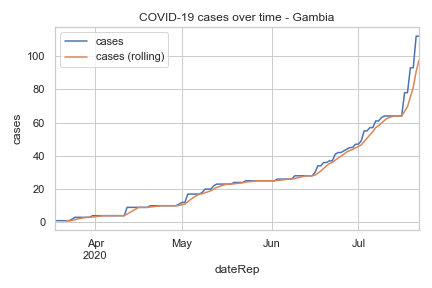 COVID-19 cases over time - Gambia
cases
cases (rolling)
100
80
60
40
20
0
cases
Apr
2020
May
Jun
Jul
dateRep